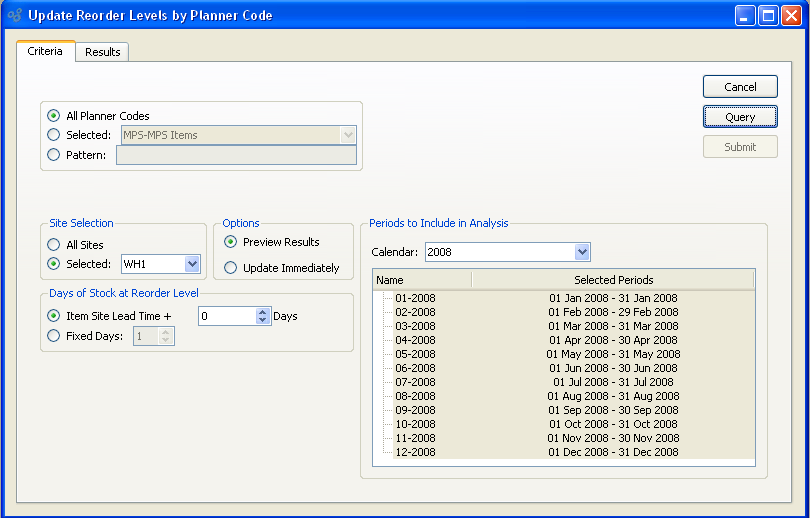 Update Reorder Levels by Planner Code
Criteria
Results
Cancel
Query
Submit
All Planner Codes
Selected:
MPS-MPS Items
Pattern:
Site Selection
All Sites
Selected:
WH1
Options
Preview Results
Update Immediately
Days of Stock at Reorder Level
Item Site Lead Time +
0
Days
Fixed Days:
1
Periods to Include in Analysis
Calendar:
2008
Name Selected Periods
01-2008 01 Jan 2008 - 31 Jan 2008
02-2008 01 Feb 2008 - 29 Feb 2008
03-2008 01 Mar 2008 - 31 Mar 2008
04-2008 01 Apr 2008 - 30 Apr 2008
05-2008 01 May 2008 - 31 May 2008
06-2008 01 Jun 2008 - 30 Jun 2008
07-2008 01 Jul 2008 - 31 Jul 2008
08-2008 01 Aug 2008 - 31 Aug 2008
09-2008 01 Sep 2008 - 30 Sep 2008
10-2008 01 Oct 2008 - 31 Oct 2008
11-2008 01 Nov 2008 - 30 Nov 2008
12-2008 01 Dec 2008 - 31 Dec 2008